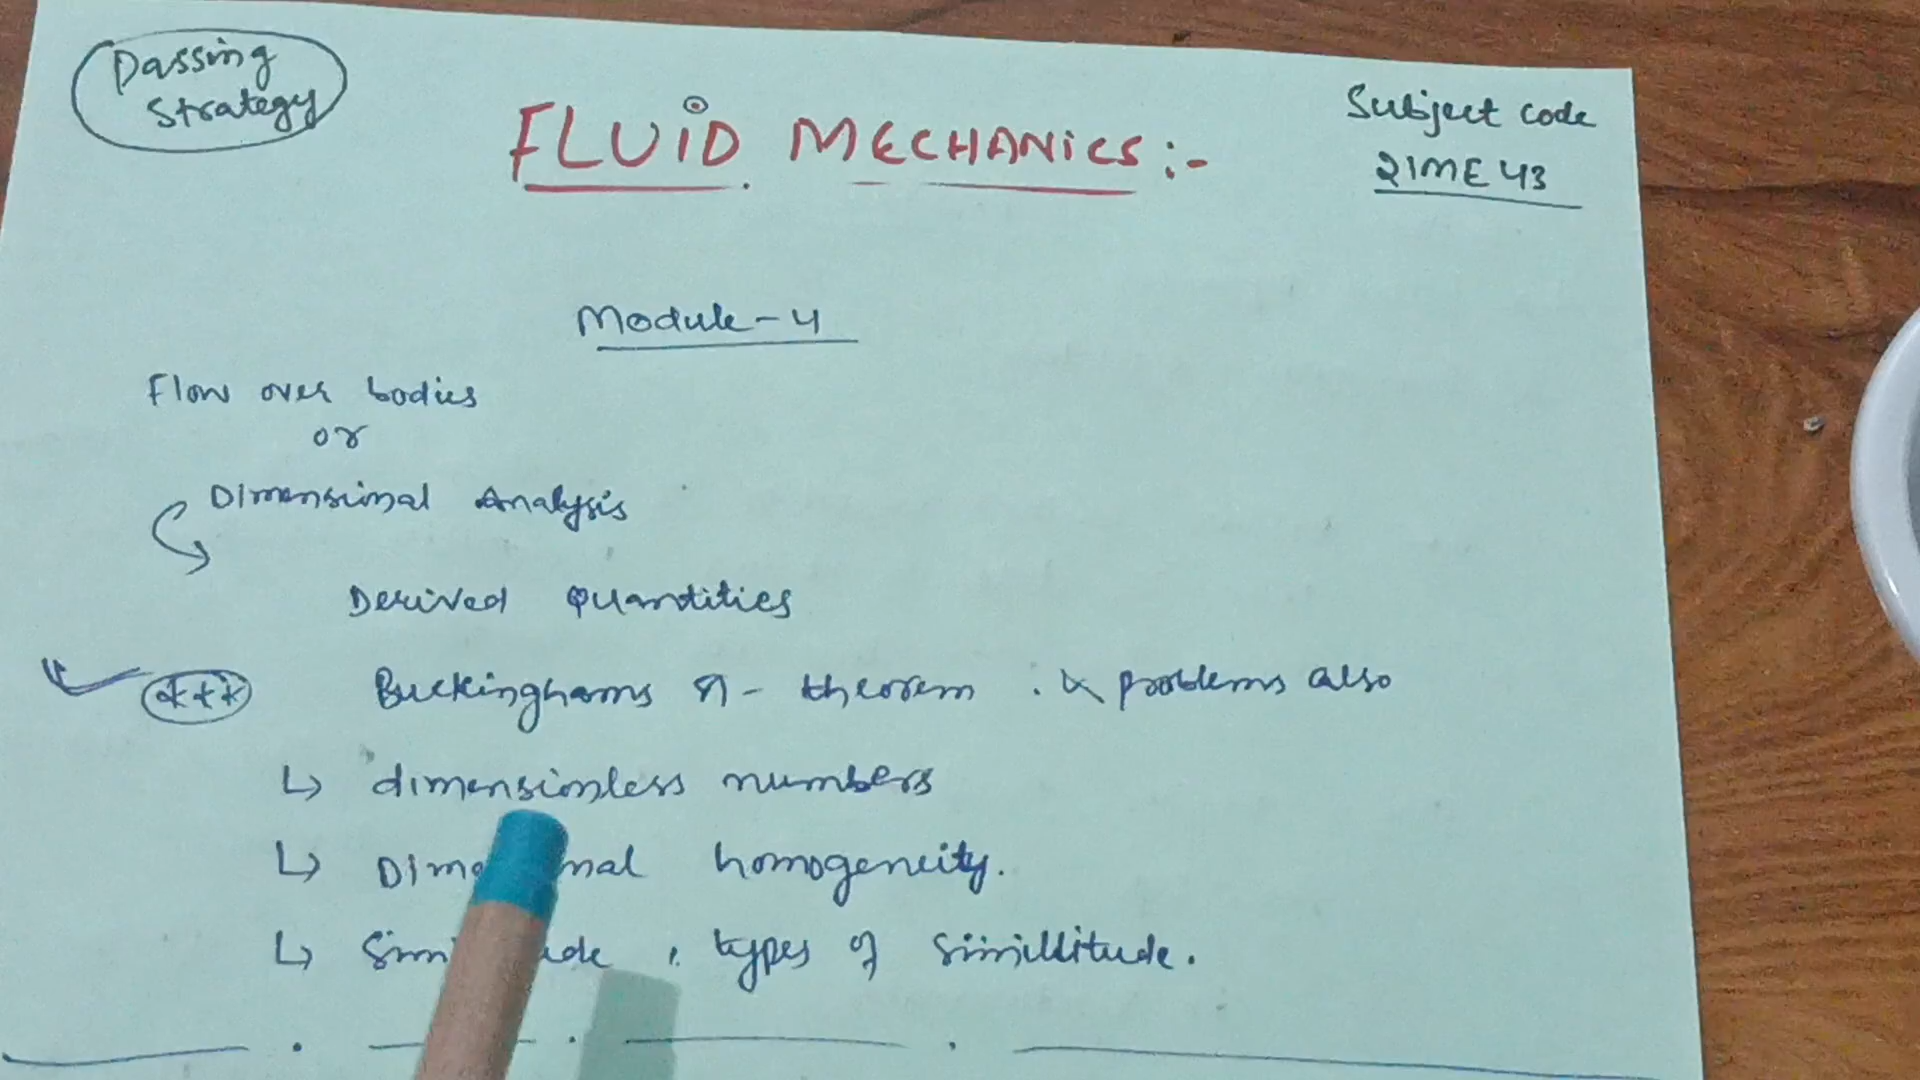 Passing
Strategy
FLUID MECHANICS:-
Subject code
21ME43
Module-4
Flow over bodies
or
Dimensional Analysis
Derived Quantities
*** Buckinghams π- theorem . & problems also
↳ dimensionless numbers
↳ homogeneity.
↳ , types of simillitude.